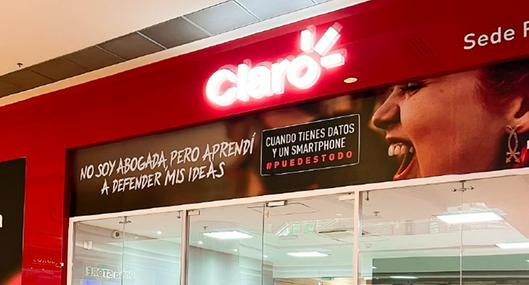 Claro
Sede
NO SOY ABOGADA, PERO APRENDÍ
A DEFENDER MIS IDEAS
CUANDO TIENES DATOS
Y UN SMARTPHONE
#PUEDESTODO